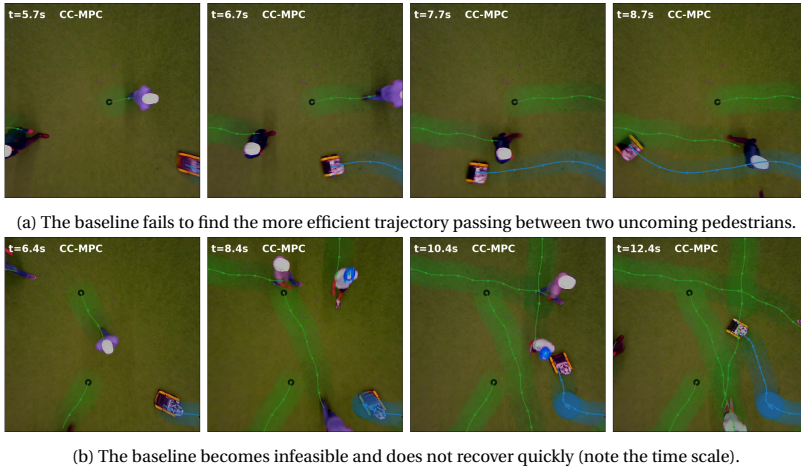 t=5.7s CC-MPC
t=6.7s CC-MPC
t=7.7s CC-MPC
t=8.7s CC-MPC
(a) The baseline fails to find the more efficient trajectory passing between two uncoming pedestrians.
t=6.4s CC-MPC
t=8.4s CC-MPC
t=10.4s CC-MPC
t=12.4s CC-MPC
(b) The baseline becomes infeasible and does not recover quickly (note the time scale).